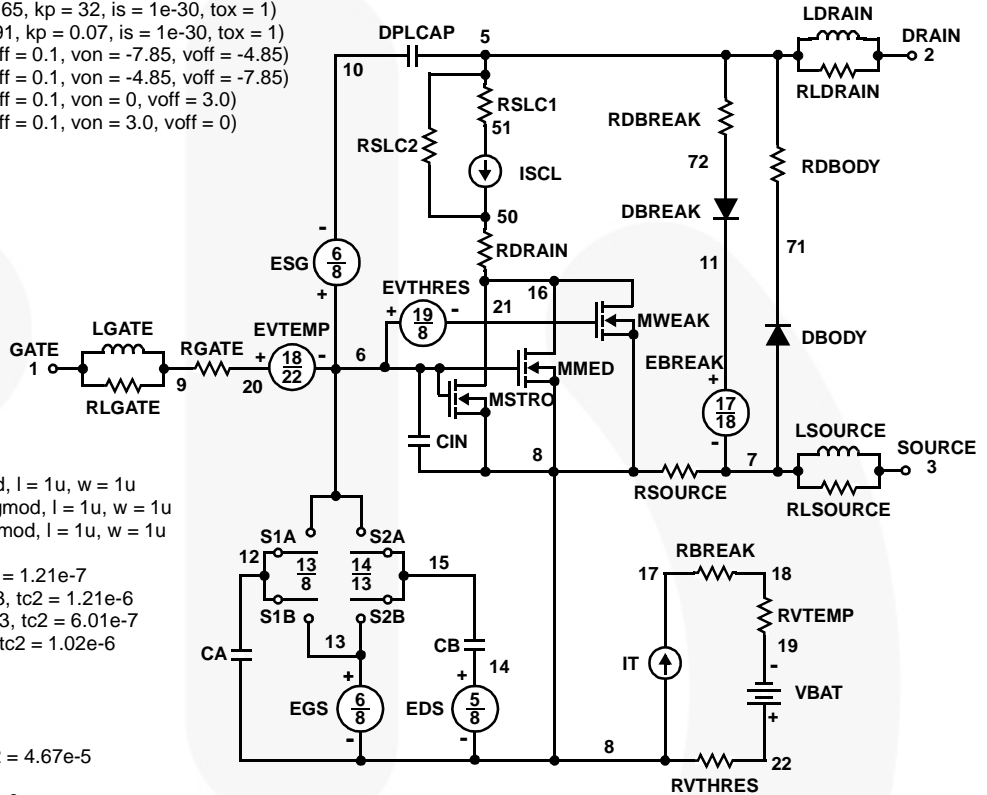 65, kp = 32, is = 1e-30, tox = 1)
91, kp = 0.07, is = 1e-30, tox = 1)
ff = 0.1, von = -7.85, voff = -4.85)
ff = 0.1, von = -4.85, voff = -7.85)
ff = 0.1, von = 0, voff = 3.0)
ff = 0.1, von = 3.0, voff = 0)
DPLCAP
5
10
LDRAIN
DRAIN
2
RLDRAIN
RSLC1
51
RSLC2
ISCL
50
RDRAIN
RDBREAK
72
DBREAK
11
RDBODY
71
DBODY
-
ESG
6
8
+
EVTHRES
+
19
8
-
21
16
MWEAK
LGATE
GATE
1
RLGATE
9
RGATE
20
EVTEMP
+
18
22
-
6
MMED
MSTRO
CIN
8
EBREAK
+
17
18
-
RSOURCE
7
LSOURCE
SOURCE
3
RLSOURCE
d, l = 1u, w = 1u
gmod, l = 1u, w = 1u
mod, l = 1u, w = 1u
= 1.21e-7
3, tc2 = 1.21e-6
3, tc2 = 6.01e-7
tc2 = 1.02e-6
= 4.67e-5
S1A
S2A
12
13
8
14
13
15
S1B
S2B
13
CA
CB
14
+
EGS
6
8
-
+
EDS
5
8
-
8
RBREAK
17
18
RVTEMP
19
IT
-
VBAT
+
22
RVTHRES